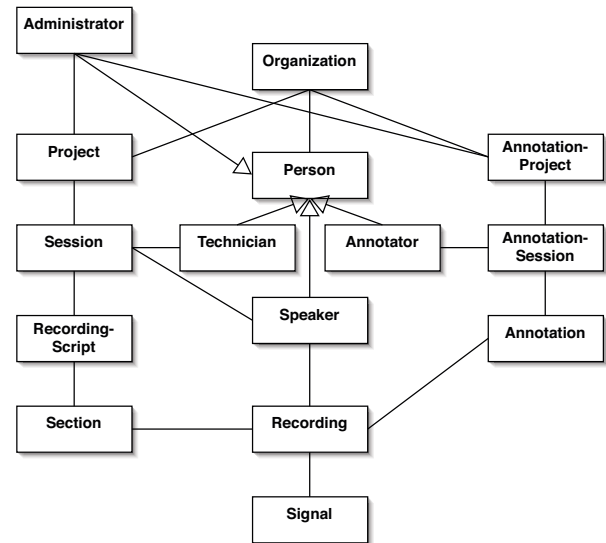 Administrator
Organization
Project
Person
Annotation-
Project
Session
Technician
Annotator
Annotation-
Session
Recording-
Script
Speaker
Annotation
Section
Recording
Signal